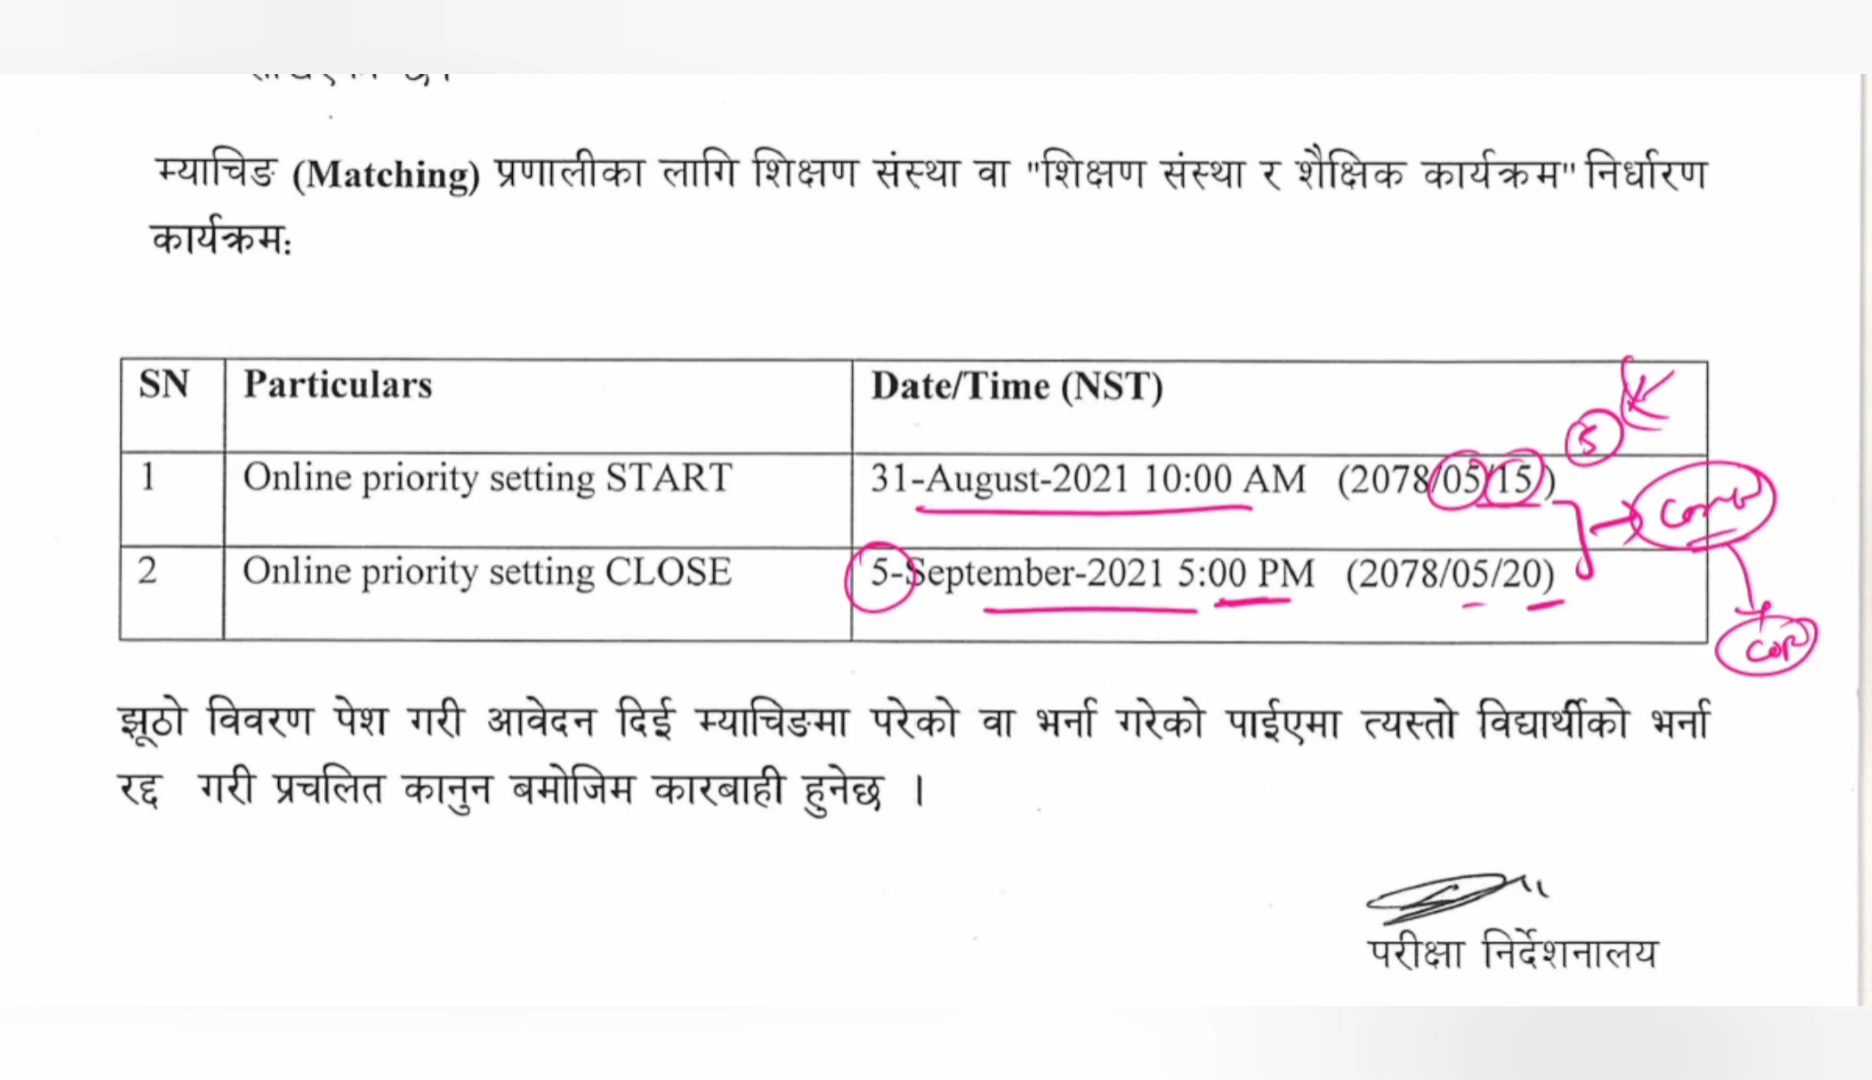 म्याचिङ (Matching) प्रणालीका लागि शिक्षण संस्था वा "शिक्षण संस्था र शैक्षिक कार्यक्रम" निर्धारण
कार्यक्रमः
SN Particulars Date/Time (NST)
5
1 Online priority setting START 31-August-2021 10:00 AM (2078/05/15)
2 Online priority setting CLOSE 5-September-2021 5:00 PM (2078/05/20)
झूठो विवरण पेश गरी आवेदन दिई म्याचिङमा परेको वा भर्ना गरेको पाईएमा त्यस्तो विद्यार्थीको भर्ना
रद्द गरी प्रचलित कानुन बमोजिम कारबाही हुनेछ ।
परीक्षा निर्देशनालय